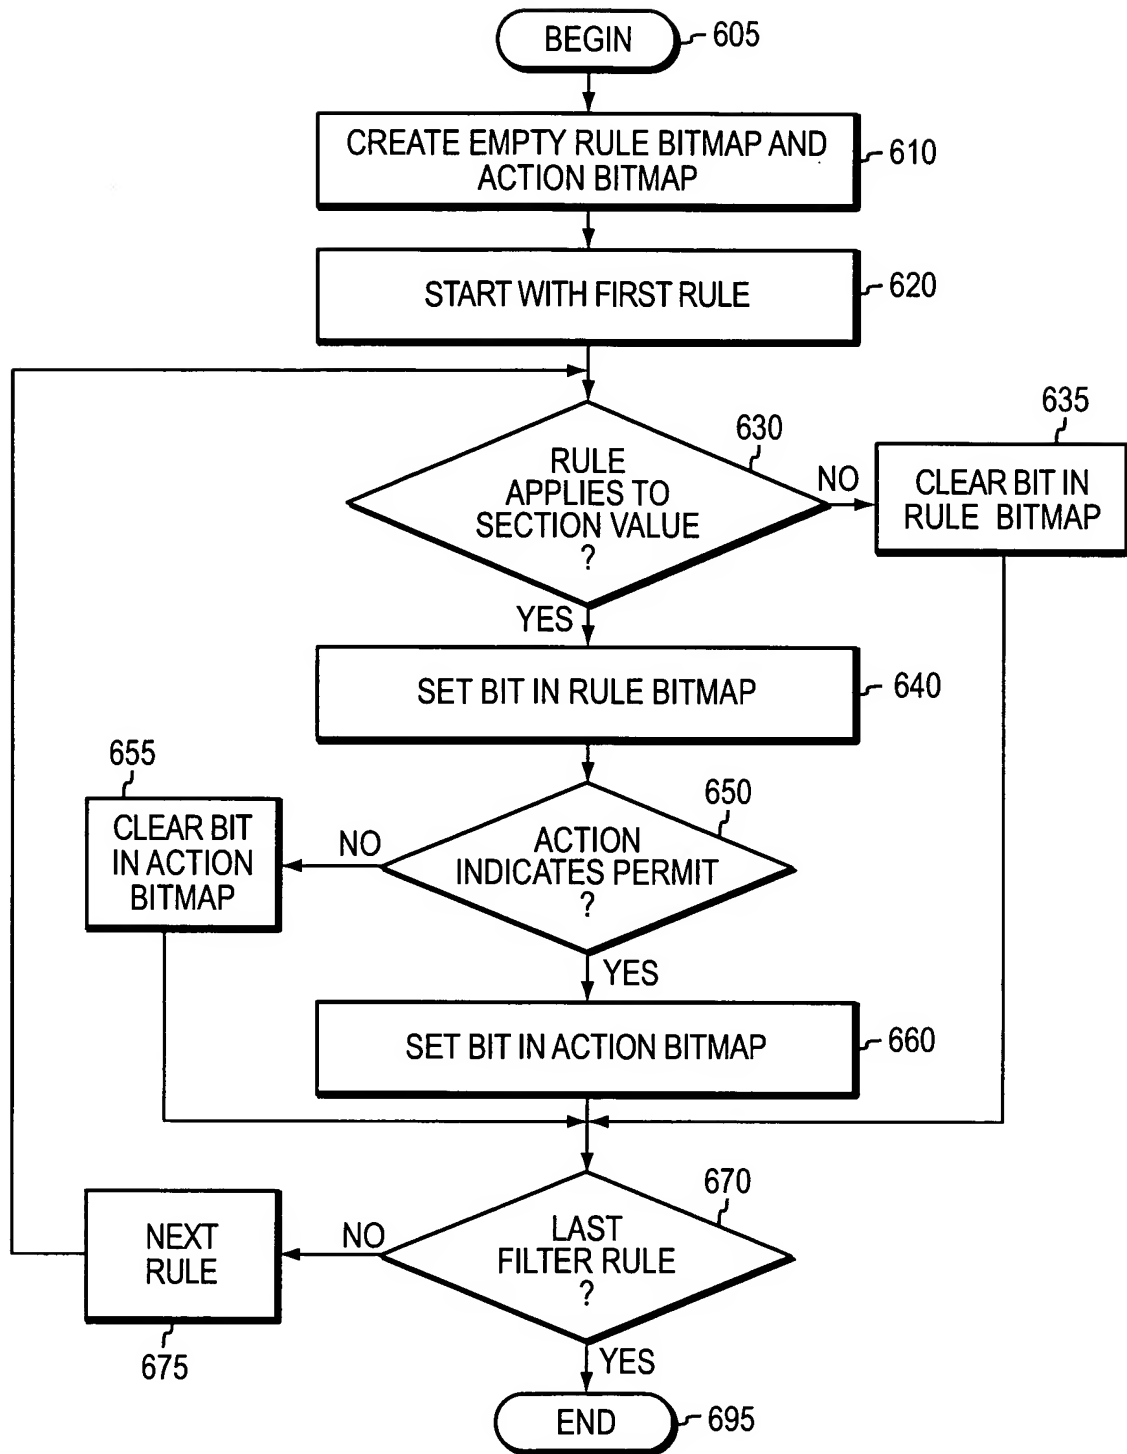 BEGIN
605
CREATE EMPTY RULE BITMAP AND
ACTION BITMAP
610
START WITH FIRST RULE
620
RULE
APPLIES TO
SECTION VALUE
?
630
NO
635
CLEAR BIT IN
RULE BITMAP
YES
SET BIT IN RULE BITMAP
640
655
CLEAR BIT
IN ACTION
BITMAP
NO
ACTION
INDICATES PERMIT
?
650
YES
SET BIT IN ACTION BITMAP
660
LAST
FILTER RULE
?
670
NO
NEXT
RULE
675
YES
END
695